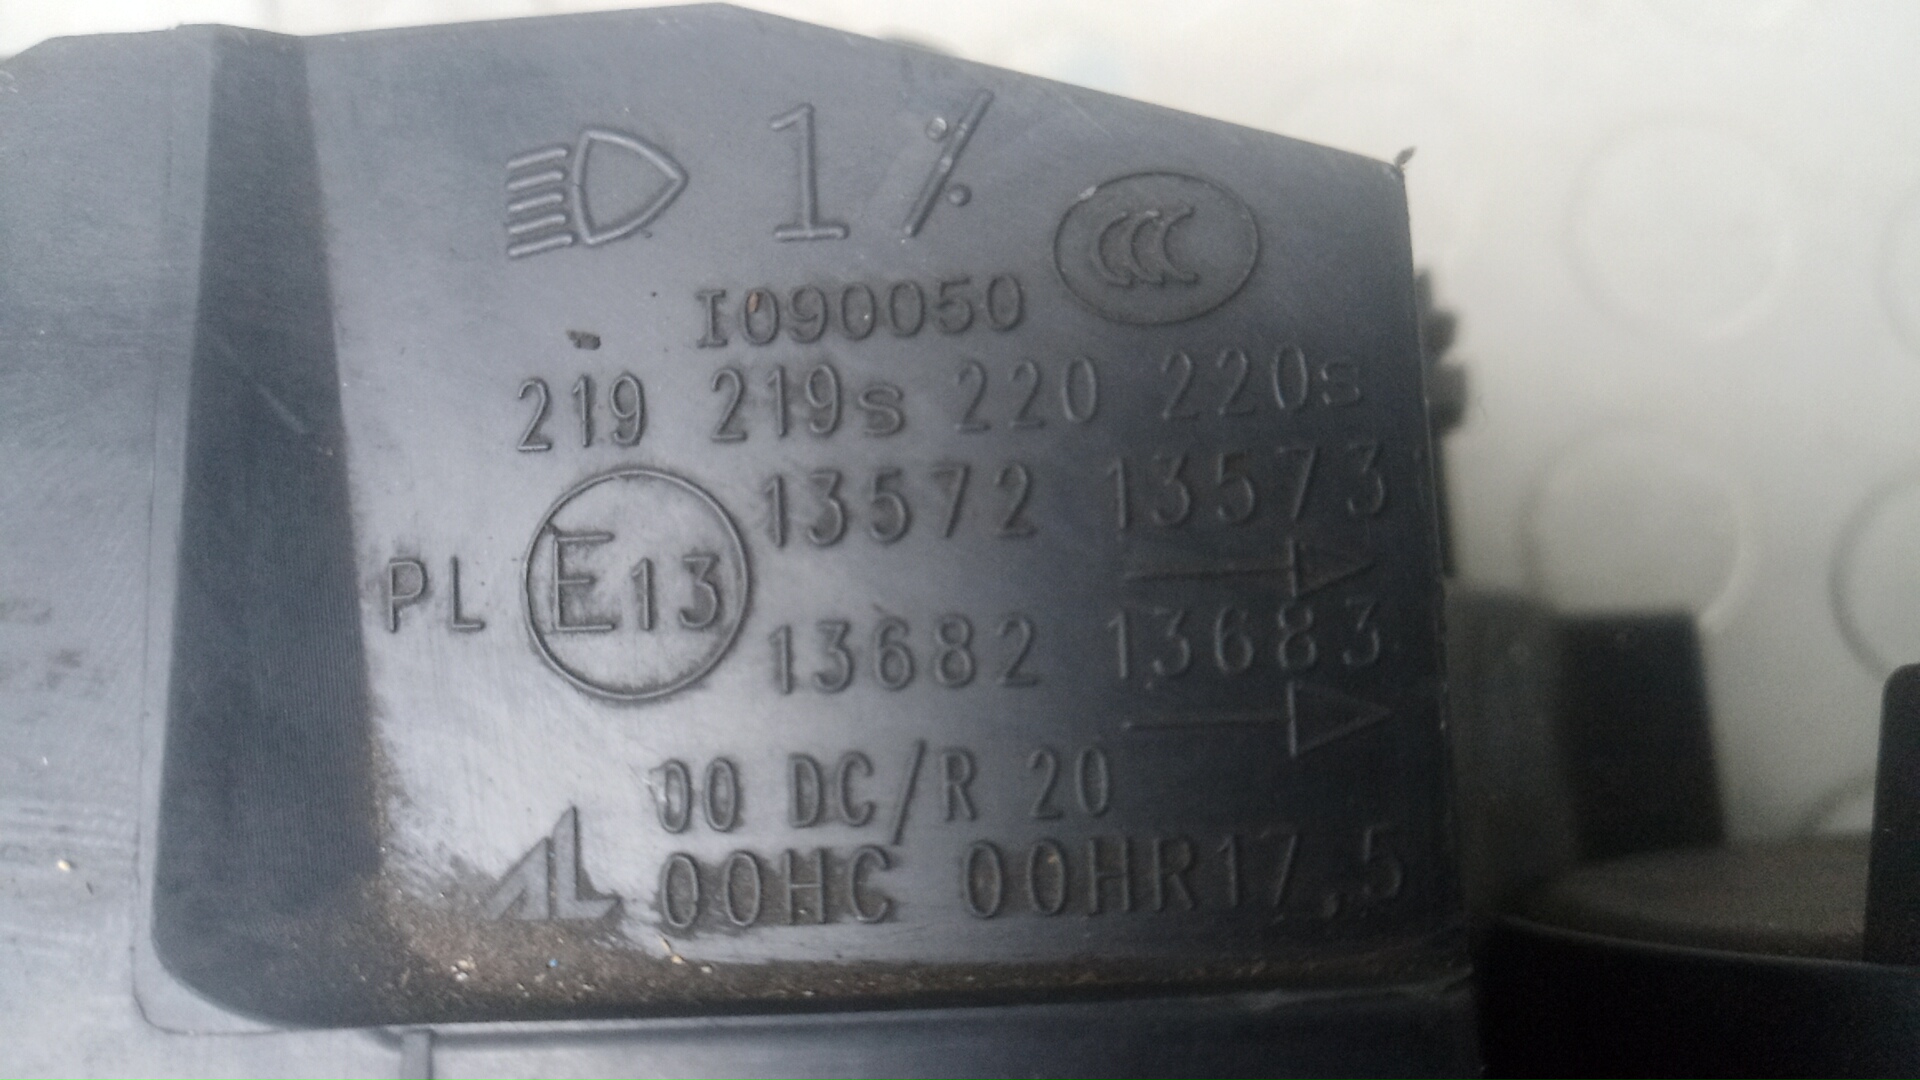 1 %
CCC
I090050
219 219s 220 220s
13572 13573
PL E13
13682 13683
00 DC/R 20
AL 00HC 00HR17,5